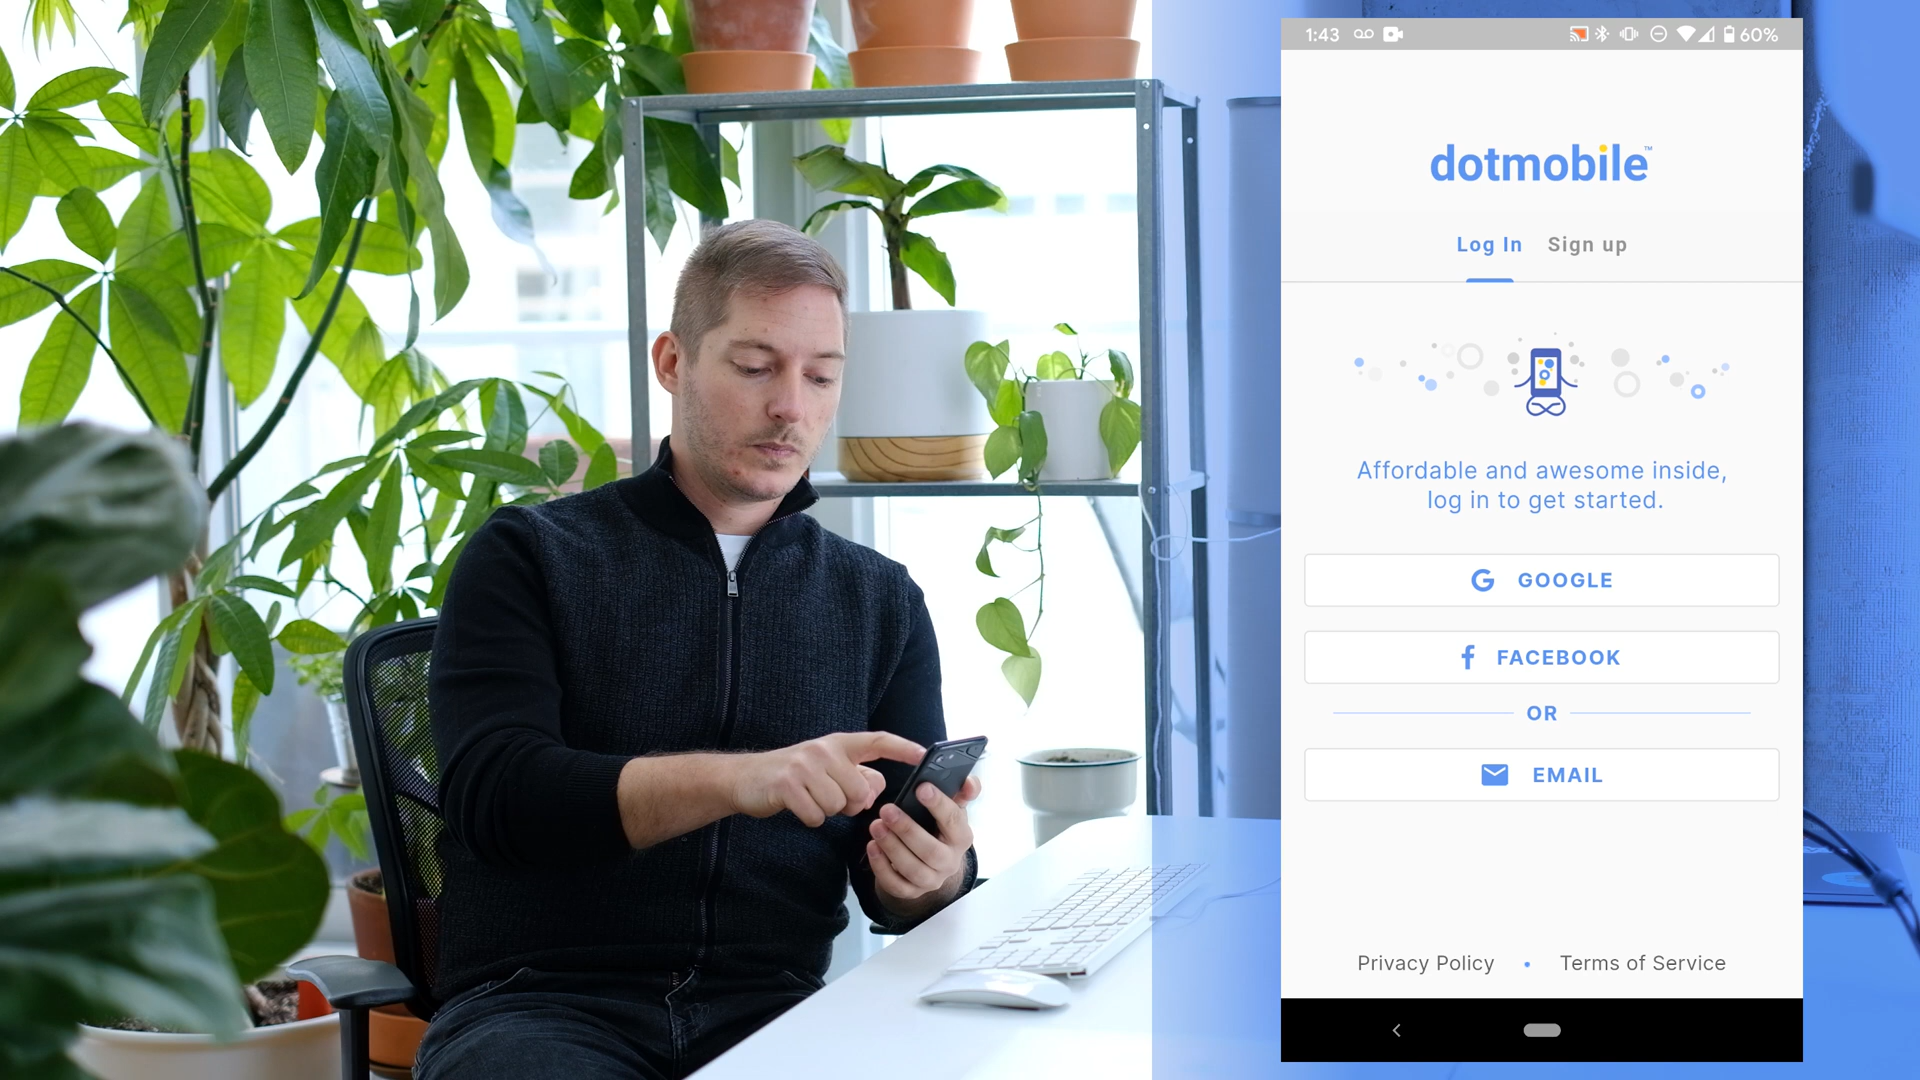 1:43
60%
dotmobile™
Log In Sign up
Affordable and awesome inside,
log in to get started.
GOOGLE
FACEBOOK
OR
EMAIL
Privacy Policy • Terms of Service